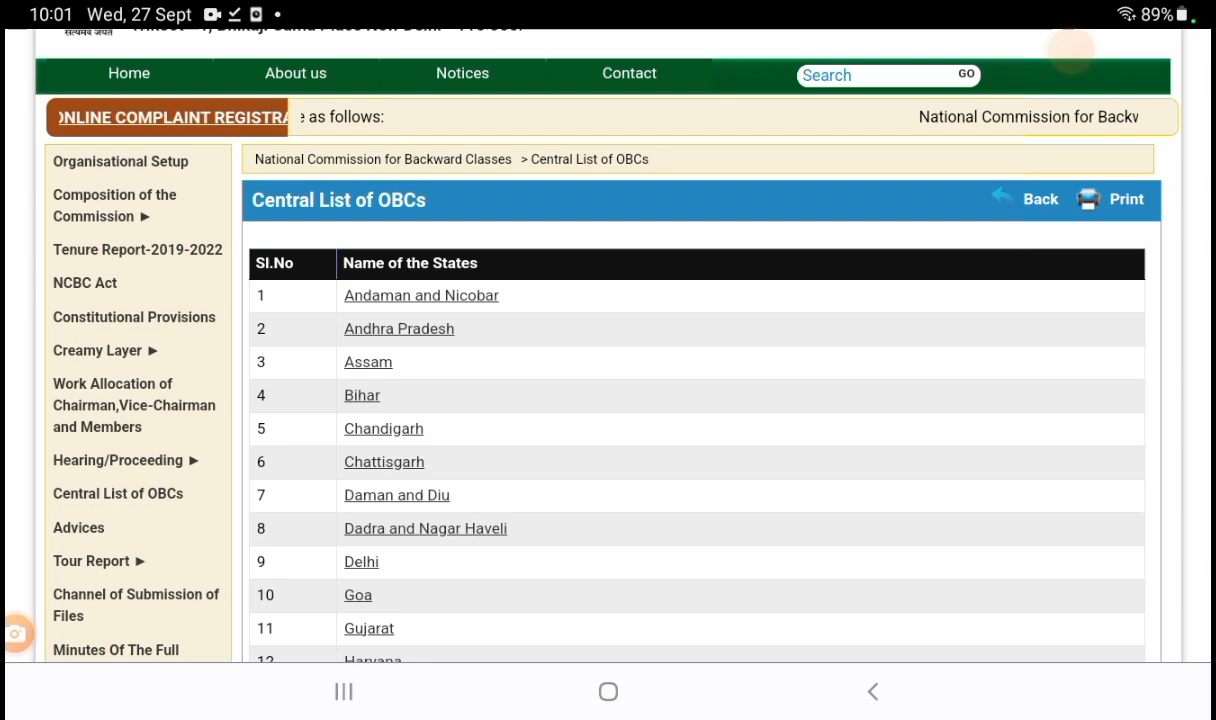 10:01 Wed, 27 Sept
89%
सत्यमेव जयते
Home About us Notices Contact Search GO
ONLINE COMPLAINT REGISTRA as follows: National Commission for Backw
National Commission for Backward Classes > Central List of OBCs
Organisational Setup
Composition of the
Commission ►
Tenure Report-2019-2022
NCBC Act
Constitutional Provisions
Creamy Layer ►
Work Allocation of
Chairman,Vice-Chairman
and Members
Hearing/Proceeding ►
Central List of OBCs
Advices
Tour Report ►
Channel of Submission of
Files
Minutes Of The Full
Central List of OBCs Back Print
Sl.No Name of the States
1 Andaman and Nicobar
2 Andhra Pradesh
3 Assam
4 Bihar
5 Chandigarh
6 Chattisgarh
7 Daman and Diu
8 Dadra and Nagar Haveli
9 Delhi
10 Goa
11 Gujarat
12 Haryana